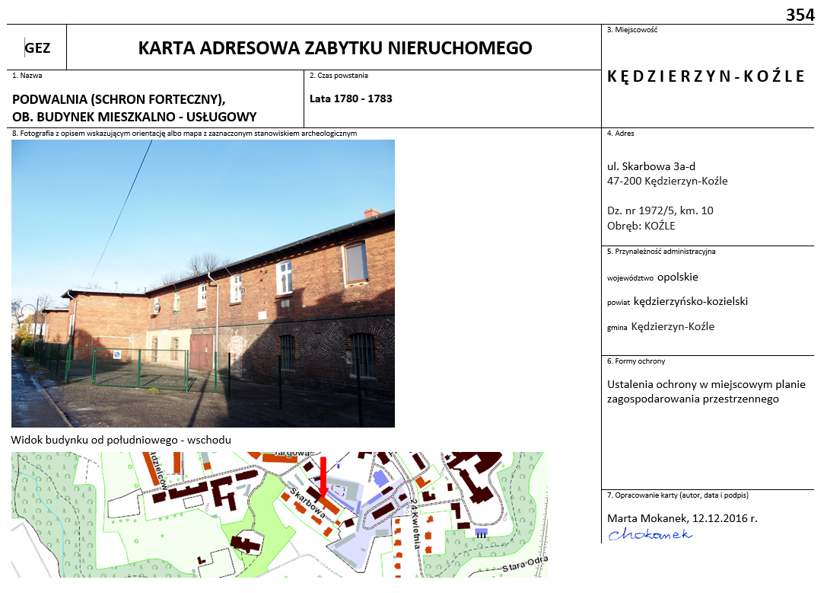 354
GEZ
KARTA ADRESOWA ZABYTKU NIERUCHOMEGO
3. Miejscowość
KĘDZIERZYN-KOŹLE
1. Nazwa
PODWALNIA (SCHRON FORTECZNY),
OB. BUDYNEK MIESZKALNO - USŁUGOWY
2. Czas powstania
Lata 1780 - 1783
8. Fotografia z opisem wskazującym orientację albo mapa z zaznaczonym stanowiskiem archeologicznym
4. Adres
ul. Skarbowa 3a-d
47-200 Kędzierzyn-Koźle
Dz. nr 1972/5, km. 10
Obręb: KOŹLE
5. Przynależność administracyjna
województwo opolskie
powiat kędzierzyńsko-kozielski
gmina Kędzierzyn-Koźle
6. Formy ochrony
Ustalenia ochrony w miejscowym planie
zagospodarowania przestrzennego
Widok budynku od południowego - wschodu
Skarbowa
24 Kwietnia
Stara Odra
7. Opracowanie karty (autor, data i podpis)
Marta Mokanek, 12.12.2016 r.